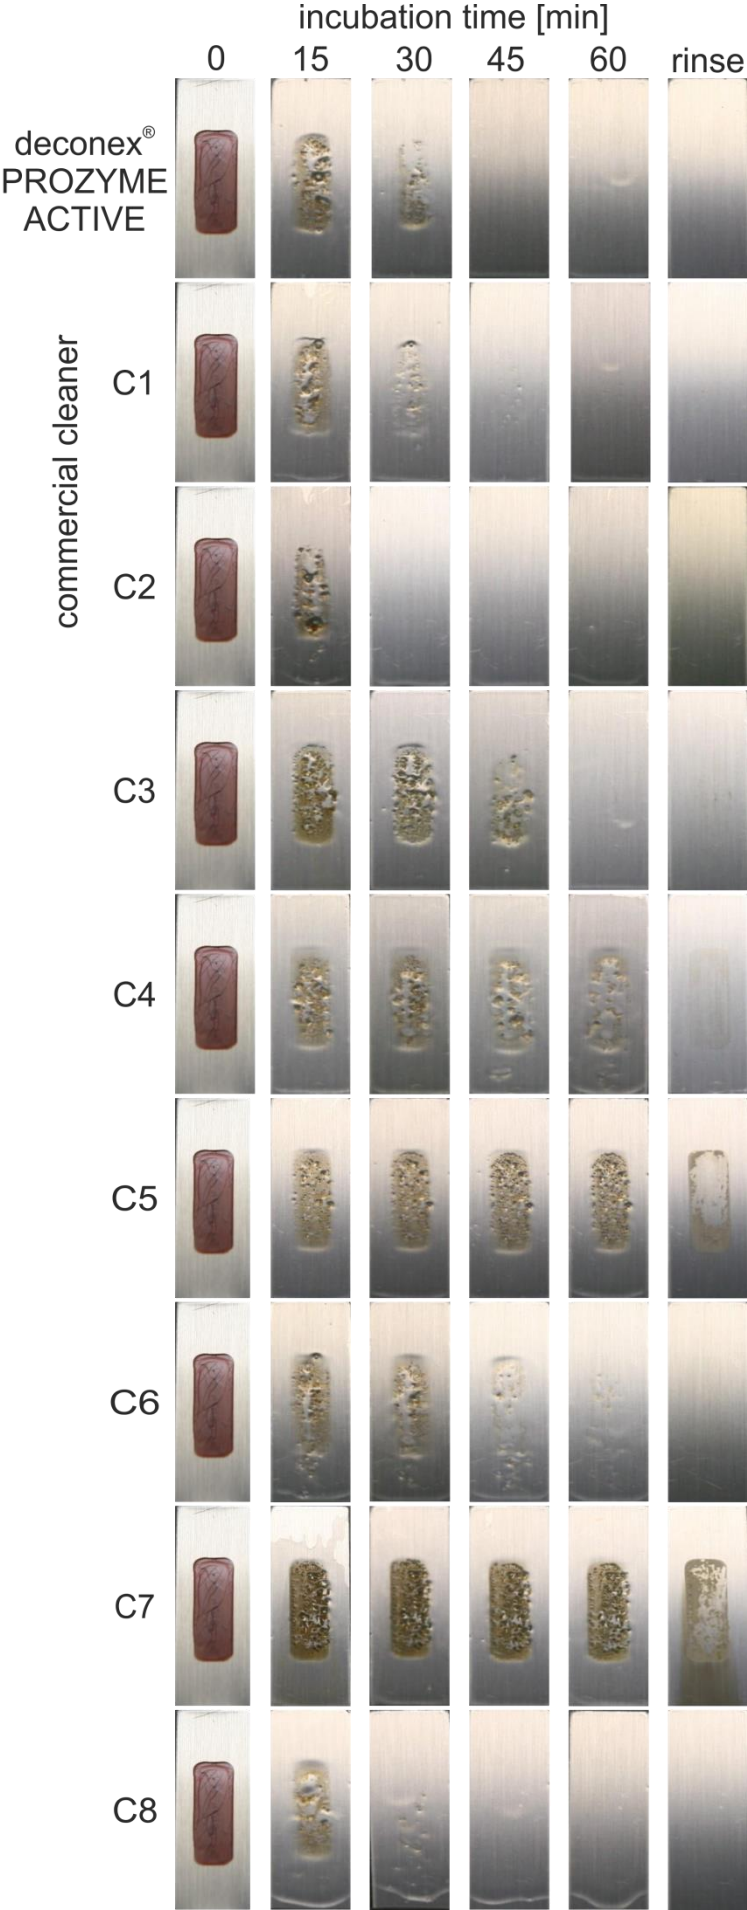 incubation time [min]
0 15 30 45 60 rinse
deconex®
PROZYME
ACTIVE
commercial cleaner
C1
C2
C3
C4
C5
C6
C7
C8